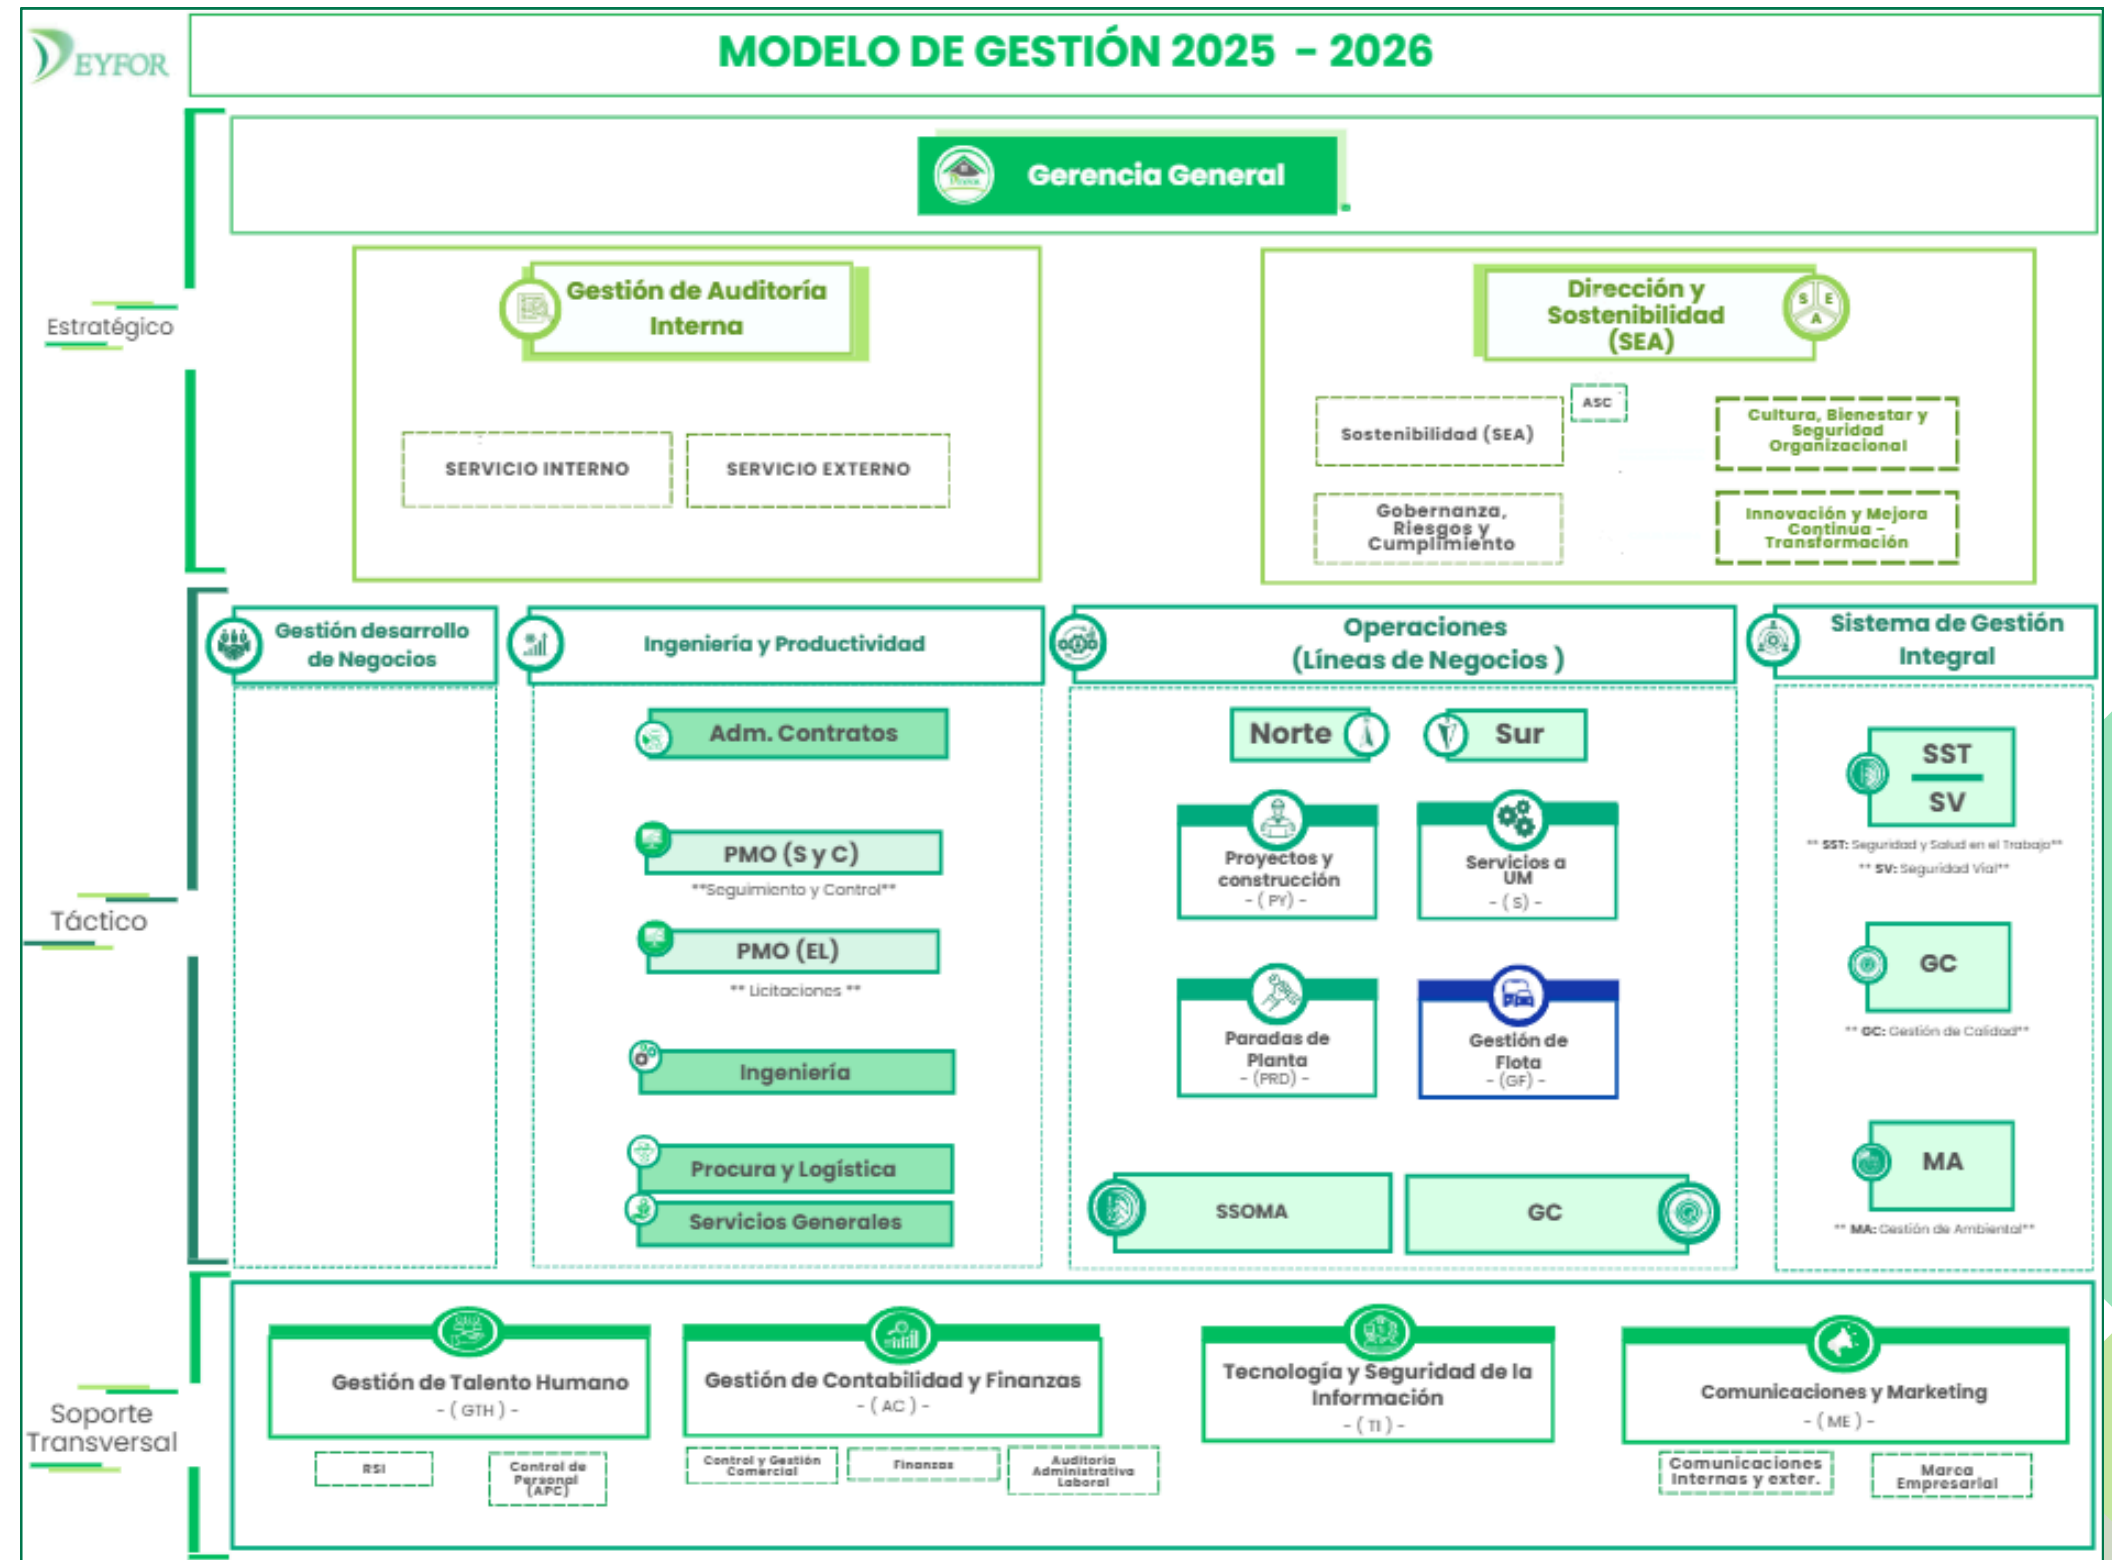 DEYFOR
MODELO DE GESTIÓN 2025 - 2026
Gerencia General
Estratégico
Gestión de Auditoría
Interna
SERVICIO INTERNO
SERVICIO EXTERNO
Dirección y
Sostenibilidad
(SEA)
S E
A
Sostenibilidad (SEA)
ASC
Cultura, Bienestar y
Seguridad
Organizacional
Gobernanza,
Riesgos y
Cumplimiento
Innovación y Mejora
Continua -
Transformación
Táctico
Gestión desarrollo
de Negocios
Ingeniería y Productividad
Adm. Contratos
PMO (S y C)
**Seguimiento y Control**
PMO (EL)
** Licitaciones **
Ingeniería
Procura y Logística
Servicios Generales
Operaciones
(Líneas de Negocios )
Norte
Sur
Proyectos y
construcción
- ( PY) -
Servicios a
UM
- ( S) -
Paradas de
Planta
- (PRD) -
Gestión de
Flota
- (GF) -
SSOMA
GC
Sistema de Gestión
Integral
SST
SV
** SST: Seguridad y Salud en el Trabajo**
** SV: Seguridad Vial**
GC
** GC: Gestión de Calidad**
MA
** MA: Gestión de Ambiental**
Soporte
Transversal
Gestión de Talento Humano
- ( GTH ) -
RSI
Control de
Personal
(APC)
Gestión de Contabilidad y Finanzas
- ( AC ) -
Control y Gestión
Comercial
Finanzas
Auditoria
Administrativa
Laboral
Tecnología y Seguridad de la
Información
- ( TI ) -
Comunicaciones y Marketing
- ( ME ) -
Comunicaciones
Internas y exter.
Marca
Empresarial